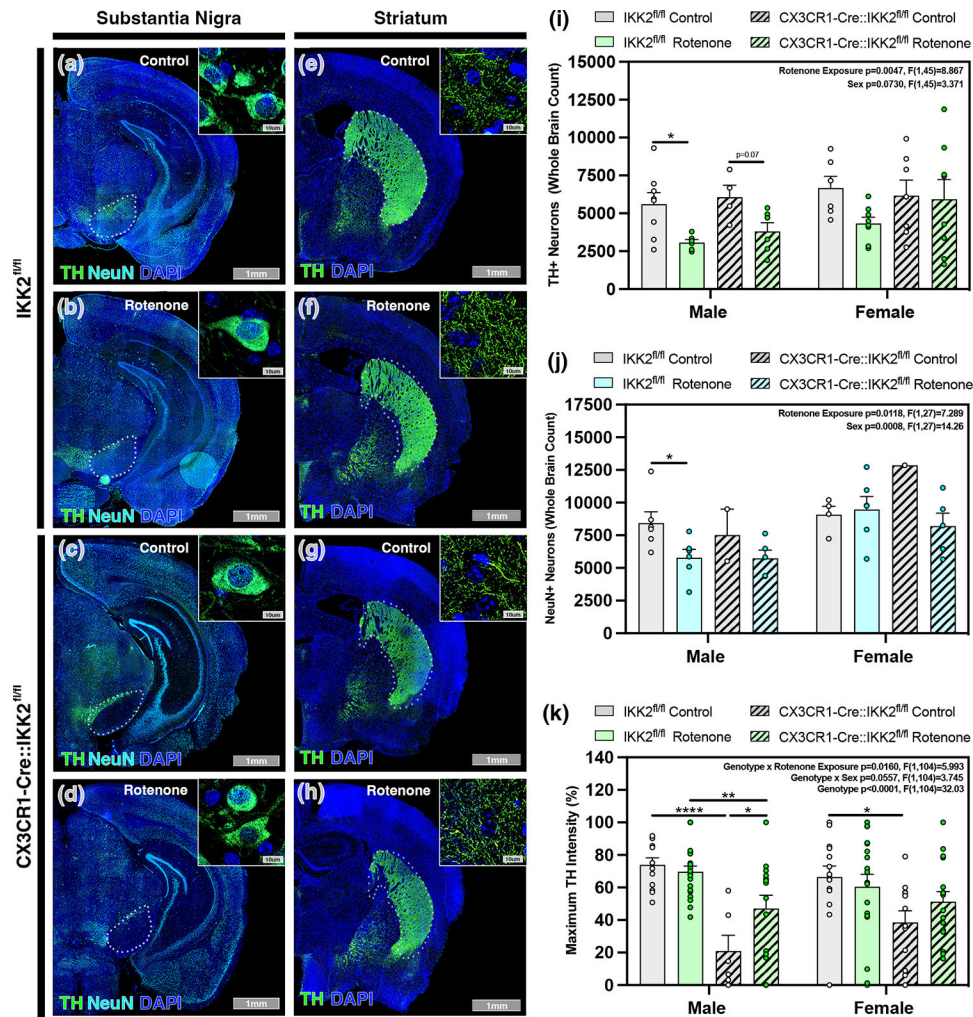 Substantia Nigra
Striatum
IKK2fl/fl
CX3CR1-Cre::IKK2fl/fl
(a)
Control
10um
TH NeuN DAPI
1mm
(e)
Control
10um
TH DAPI
1mm
(b)
Rotenone
10um
TH NeuN DAPI
1mm
(f)
Rotenone
10um
TH DAPI
1mm
(c)
Control
10um
TH NeuN DAPI
1mm
(g)
Control
10um
TH DAPI
1mm
(d)
Rotenone
10um
TH NeuN DAPI
1mm
(h)
Rotenone
10um
TH DAPI
1mm
(i)
IKK2fl/fl Control
CX3CR1-Cre::IKK2fl/fl Control
IKK2fl/fl Rotenone
CX3CR1-Cre::IKK2fl/fl Rotenone
Rotenone Exposure p=0.0047, F(1,45)=8.867
Sex p=0.0730, F(1,45)=3.371
TH+ Neurons (Whole Brain Count)
15000
12500
10000
7500
5000
2500
0
*
p=0.07
Male
Female
(j)
IKK2fl/fl Control
CX3CR1-Cre::IKK2fl/fl Control
IKK2fl/fl Rotenone
CX3CR1-Cre::IKK2fl/fl Rotenone
Rotenone Exposure p=0.0118, F(1,27)=7.289
Sex p=0.0008, F(1,27)=14.26
NeuN+ Neurons (Whole Brain Count)
17500
15000
12500
10000
7500
5000
2500
0
*
Male
Female
(k)
IKK2fl/fl Control
CX3CR1-Cre::IKK2fl/fl Control
IKK2fl/fl Rotenone
CX3CR1-Cre::IKK2fl/fl Rotenone
Genotype x Rotenone Exposure p=0.0160, F(1,104)=5.993
Genotype x Sex p=0.0557, F(1,104)=3.745
Genotype p<0.0001, F(1,104)=32.03
Maximum TH Intensity (%)
140
120
100
80
60
40
20
0
**
****
*
*
Male
Female